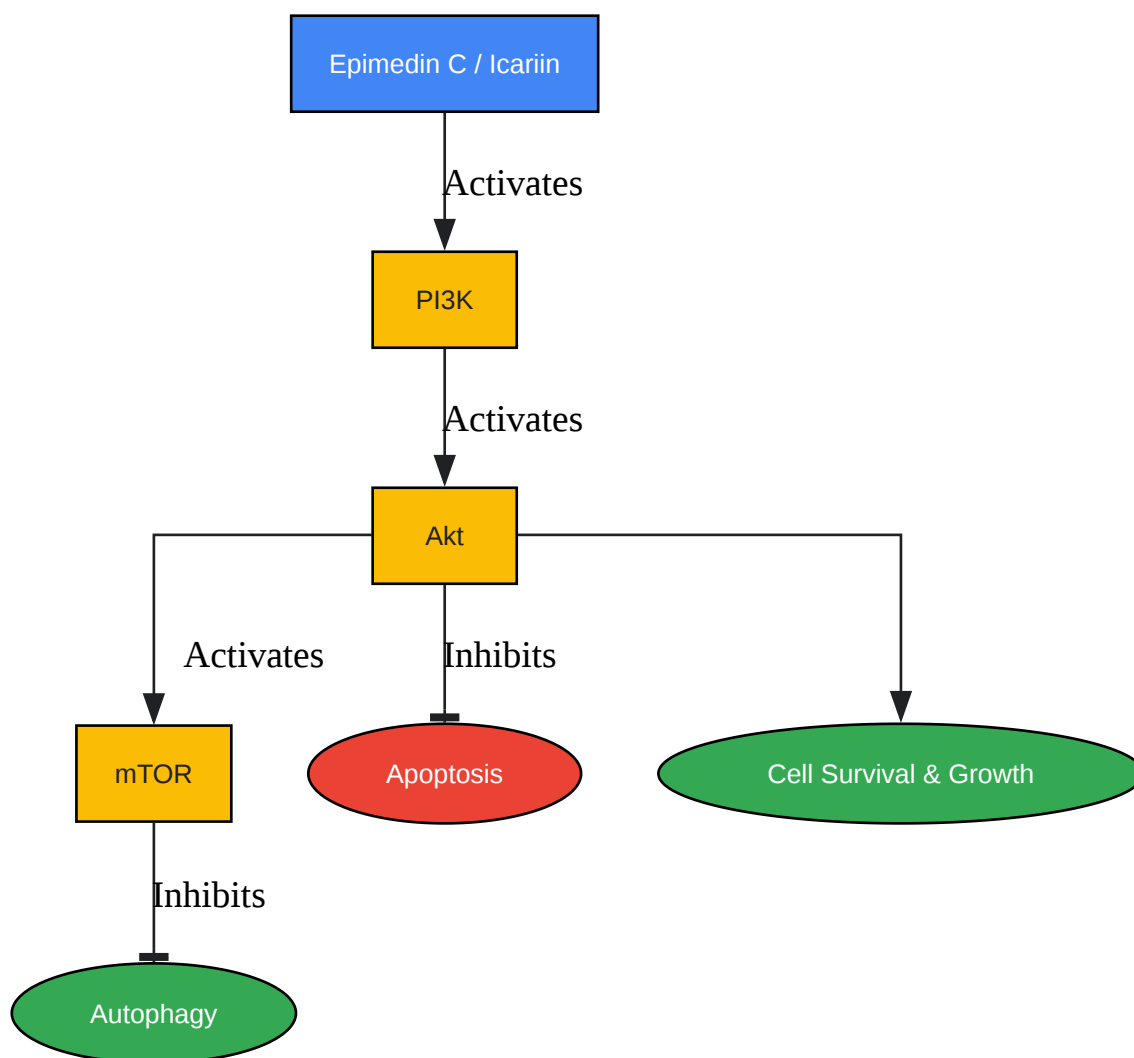 Epimedin C / Icariin
Activates
PI3K
Activates
Akt
Activates
Inhibits
mTOR
Apoptosis
Cell Survival & Growth
Inhibits
Autophagy